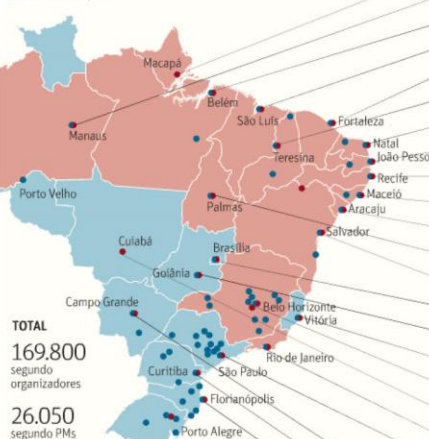 Macapá
Belém
São Luís
Fortaleza
Manaus
Teresina
Natal
João Pesso
Recife
Maceió
Aracaju
Porto Velho
Palmas
Salvador
Cuiabá
Brasília
Goiânia
Campo Grande
Belo Horizonte
Vitória
TOTAL
169.800
segundo
organizadores
Rio de Janeiro
São Paulo
Curitiba
Florianópolis
26.050
segundo PMs
Porto Alegre